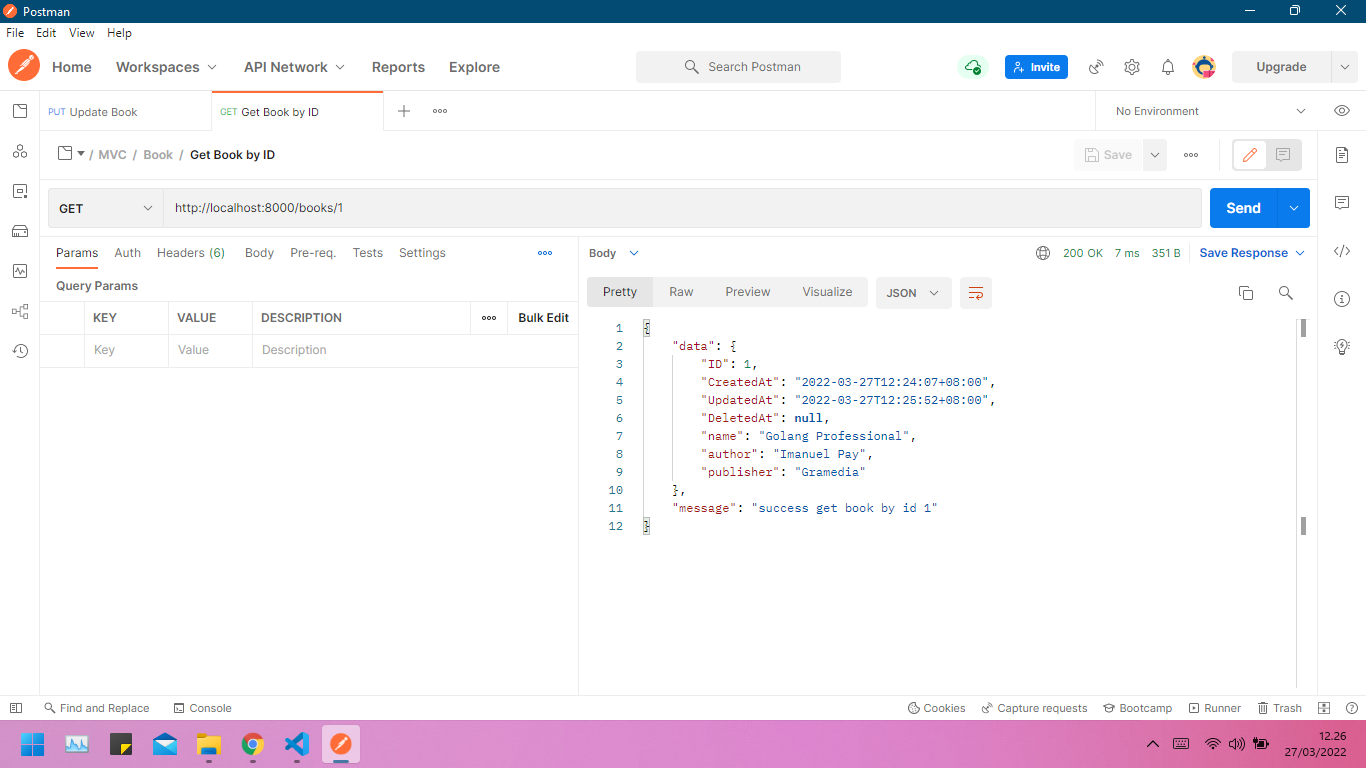 Postman
File Edit View Help
Home Workspaces API Network Reports Explore Search Postman Invite Upgrade
PUT Update Book GET Get Book by ID No Environment
/ MVC / Book / Get Book by ID Save
GET http://localhost:8000/books/1 Send
Params Auth Headers (6) Body Pre-req. Tests Settings Body 200 OK 7 ms 351 B Save Response
Query Params
KEY VALUE DESCRIPTION Bulk Edit
Key Value Description
Pretty Raw Preview Visualize JSON
1 {
2 "data": {
3 "ID": 1,
4 "CreatedAt": "2022-03-27T12:24:07+08:00",
5 "UpdatedAt": "2022-03-27T12:25:52+08:00",
6 "DeletedAt": null,
7 "name": "Golang Professional",
8 "author": "Imanuel Pay",
9 "publisher": "Gramedia"
10 },
11 "message": "success get book by id 1"
12 }
Find and Replace Console Cookies Capture requests Bootcamp Runner Trash
12.26
27/03/2022